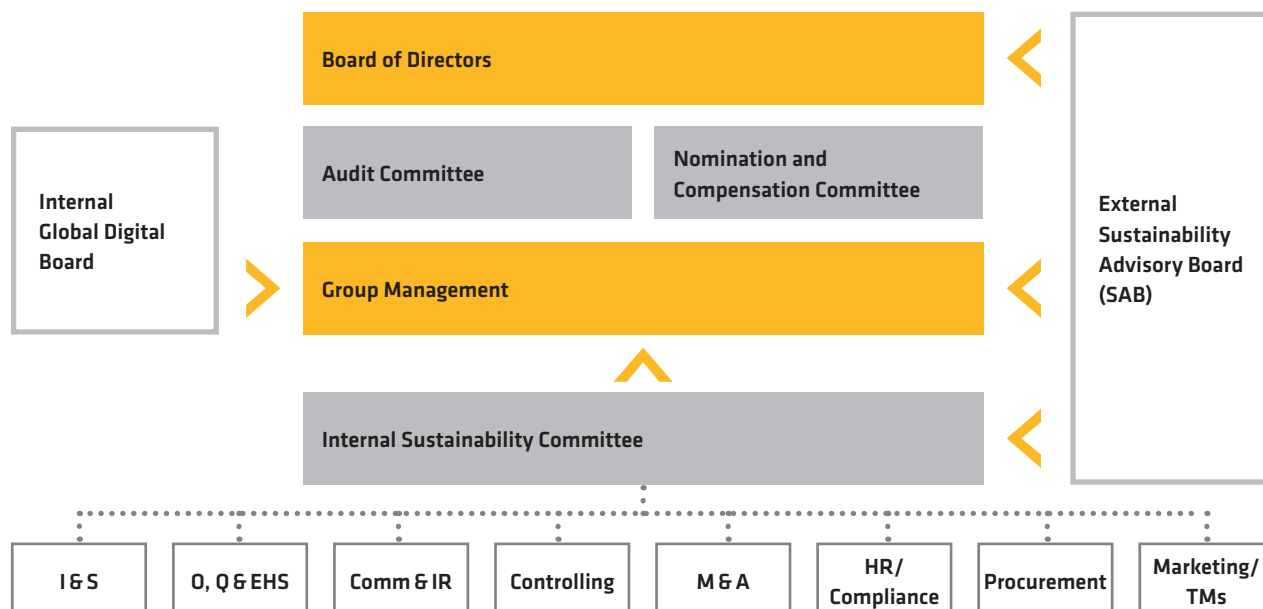 Board of Directors
Audit Committee
Nomination and
Compensation Committee
Internal
Global Digital
Board
External
Sustainability
Advisory Board
(SAB)
Group Management
Internal Sustainability Committee
I & S
O, Q & EHS
Comm & IR
Controlling
M & A
HR/
Compliance
Procurement
Marketing/
TMs